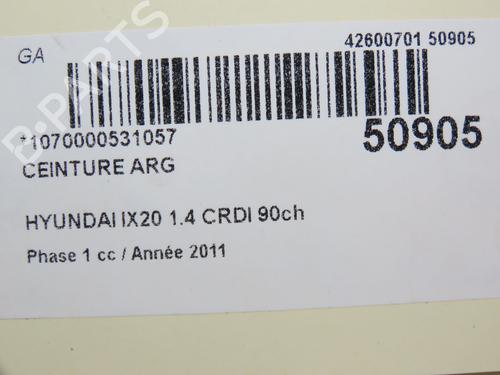 GA
42600701 50905
*1070000531057
50905
CEINTURE ARG
HYUNDAI IX20 1.4 CRDI 90ch
Phase 1 cc / Année 2011
B-PARTS